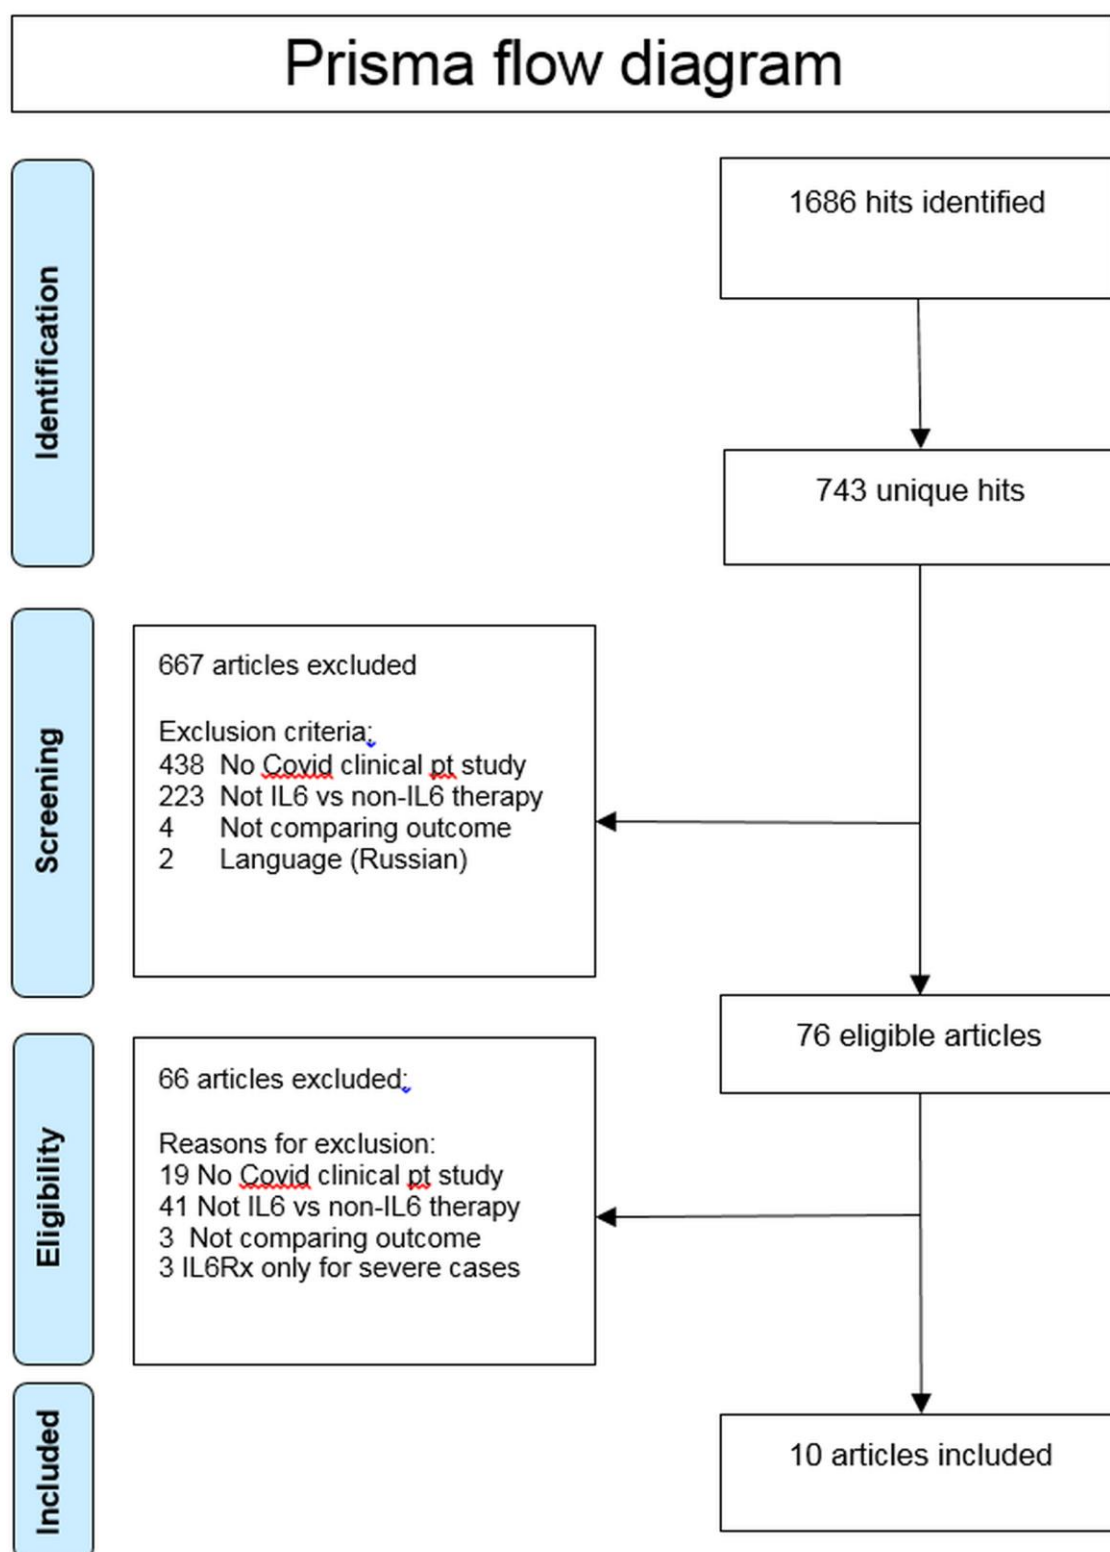 Prisma flow diagram
Identification
1686 hits identified
743 unique hits
Screening
667 articles excluded
Exclusion criteria:
438 No Covid clinical pt study
223 Not IL6 vs non-IL6 therapy
4 Not comparing outcome
2 Language (Russian)
76 eligible articles
Eligibility
66 articles excluded:
Reasons for exclusion:
19 No Covid clinical pt study
41 Not IL6 vs non-IL6 therapy
3 Not comparing outcome
3 IL6Rx only for severe cases
Included
10 articles included